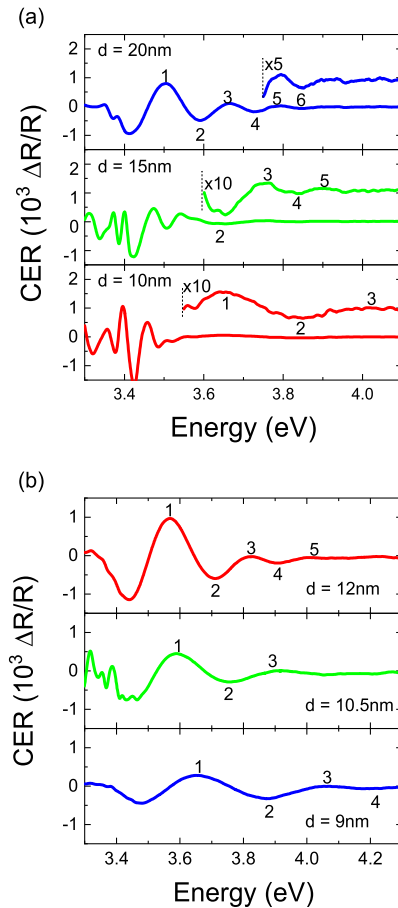 (a)
d = 20nm
x5
1
1
3
5
6
0
2
4
-1
d = 15nm
x10
3
5
1
4
0
2
-1
CER (10³ ΔR/R)
d = 10nm
x10
1
1
3
2
0
-1
3.4 3.6 3.8 4.0
Energy (eV)
(b)
1
1
3
5
0
2
4
-1
d = 12nm
1
1
3
0
2
-1
d = 10.5nm
CER (10³ ΔR/R)
1
1
3
0
2
4
-1
d = 9nm
3.4 3.6 3.8 4.0 4.2
Energy (eV)